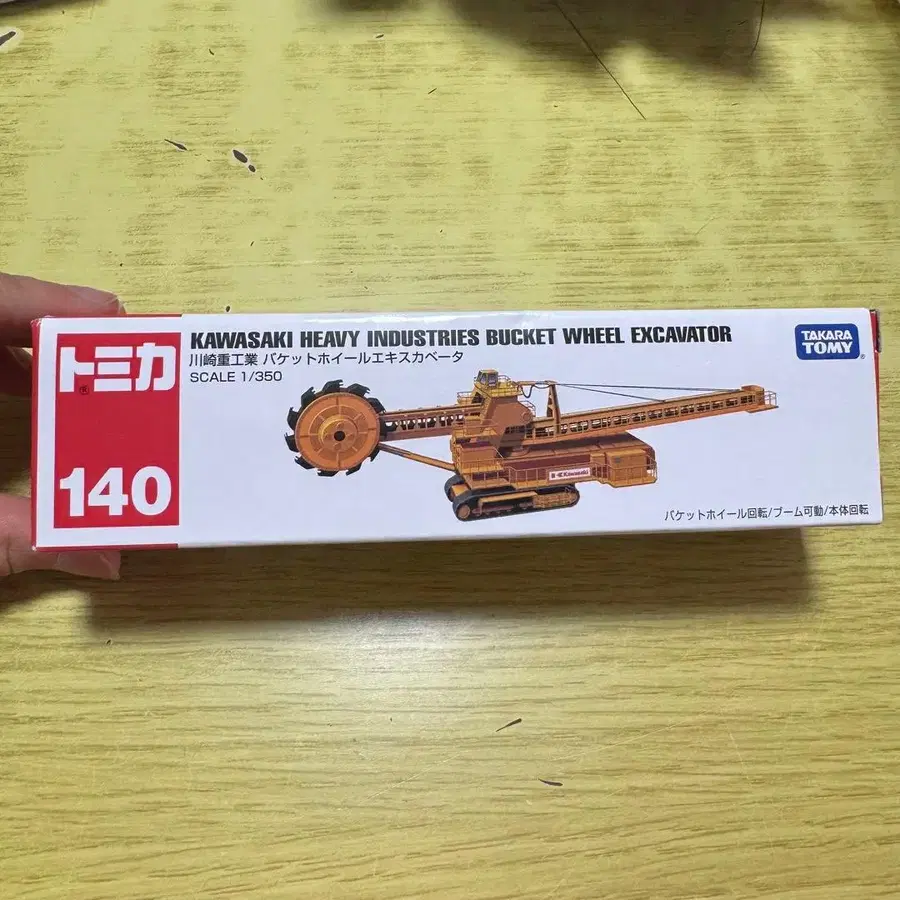 トミカ®
140
KAWASAKI HEAVY INDUSTRIES BUCKET WHEEL EXCAVATOR
川崎重工業 バケットホイールエキスカベータ
SCALE 1/350
TAKARA
TOMY®
Kawasaki
バケットホイール回転/ブーム可動/本体回転